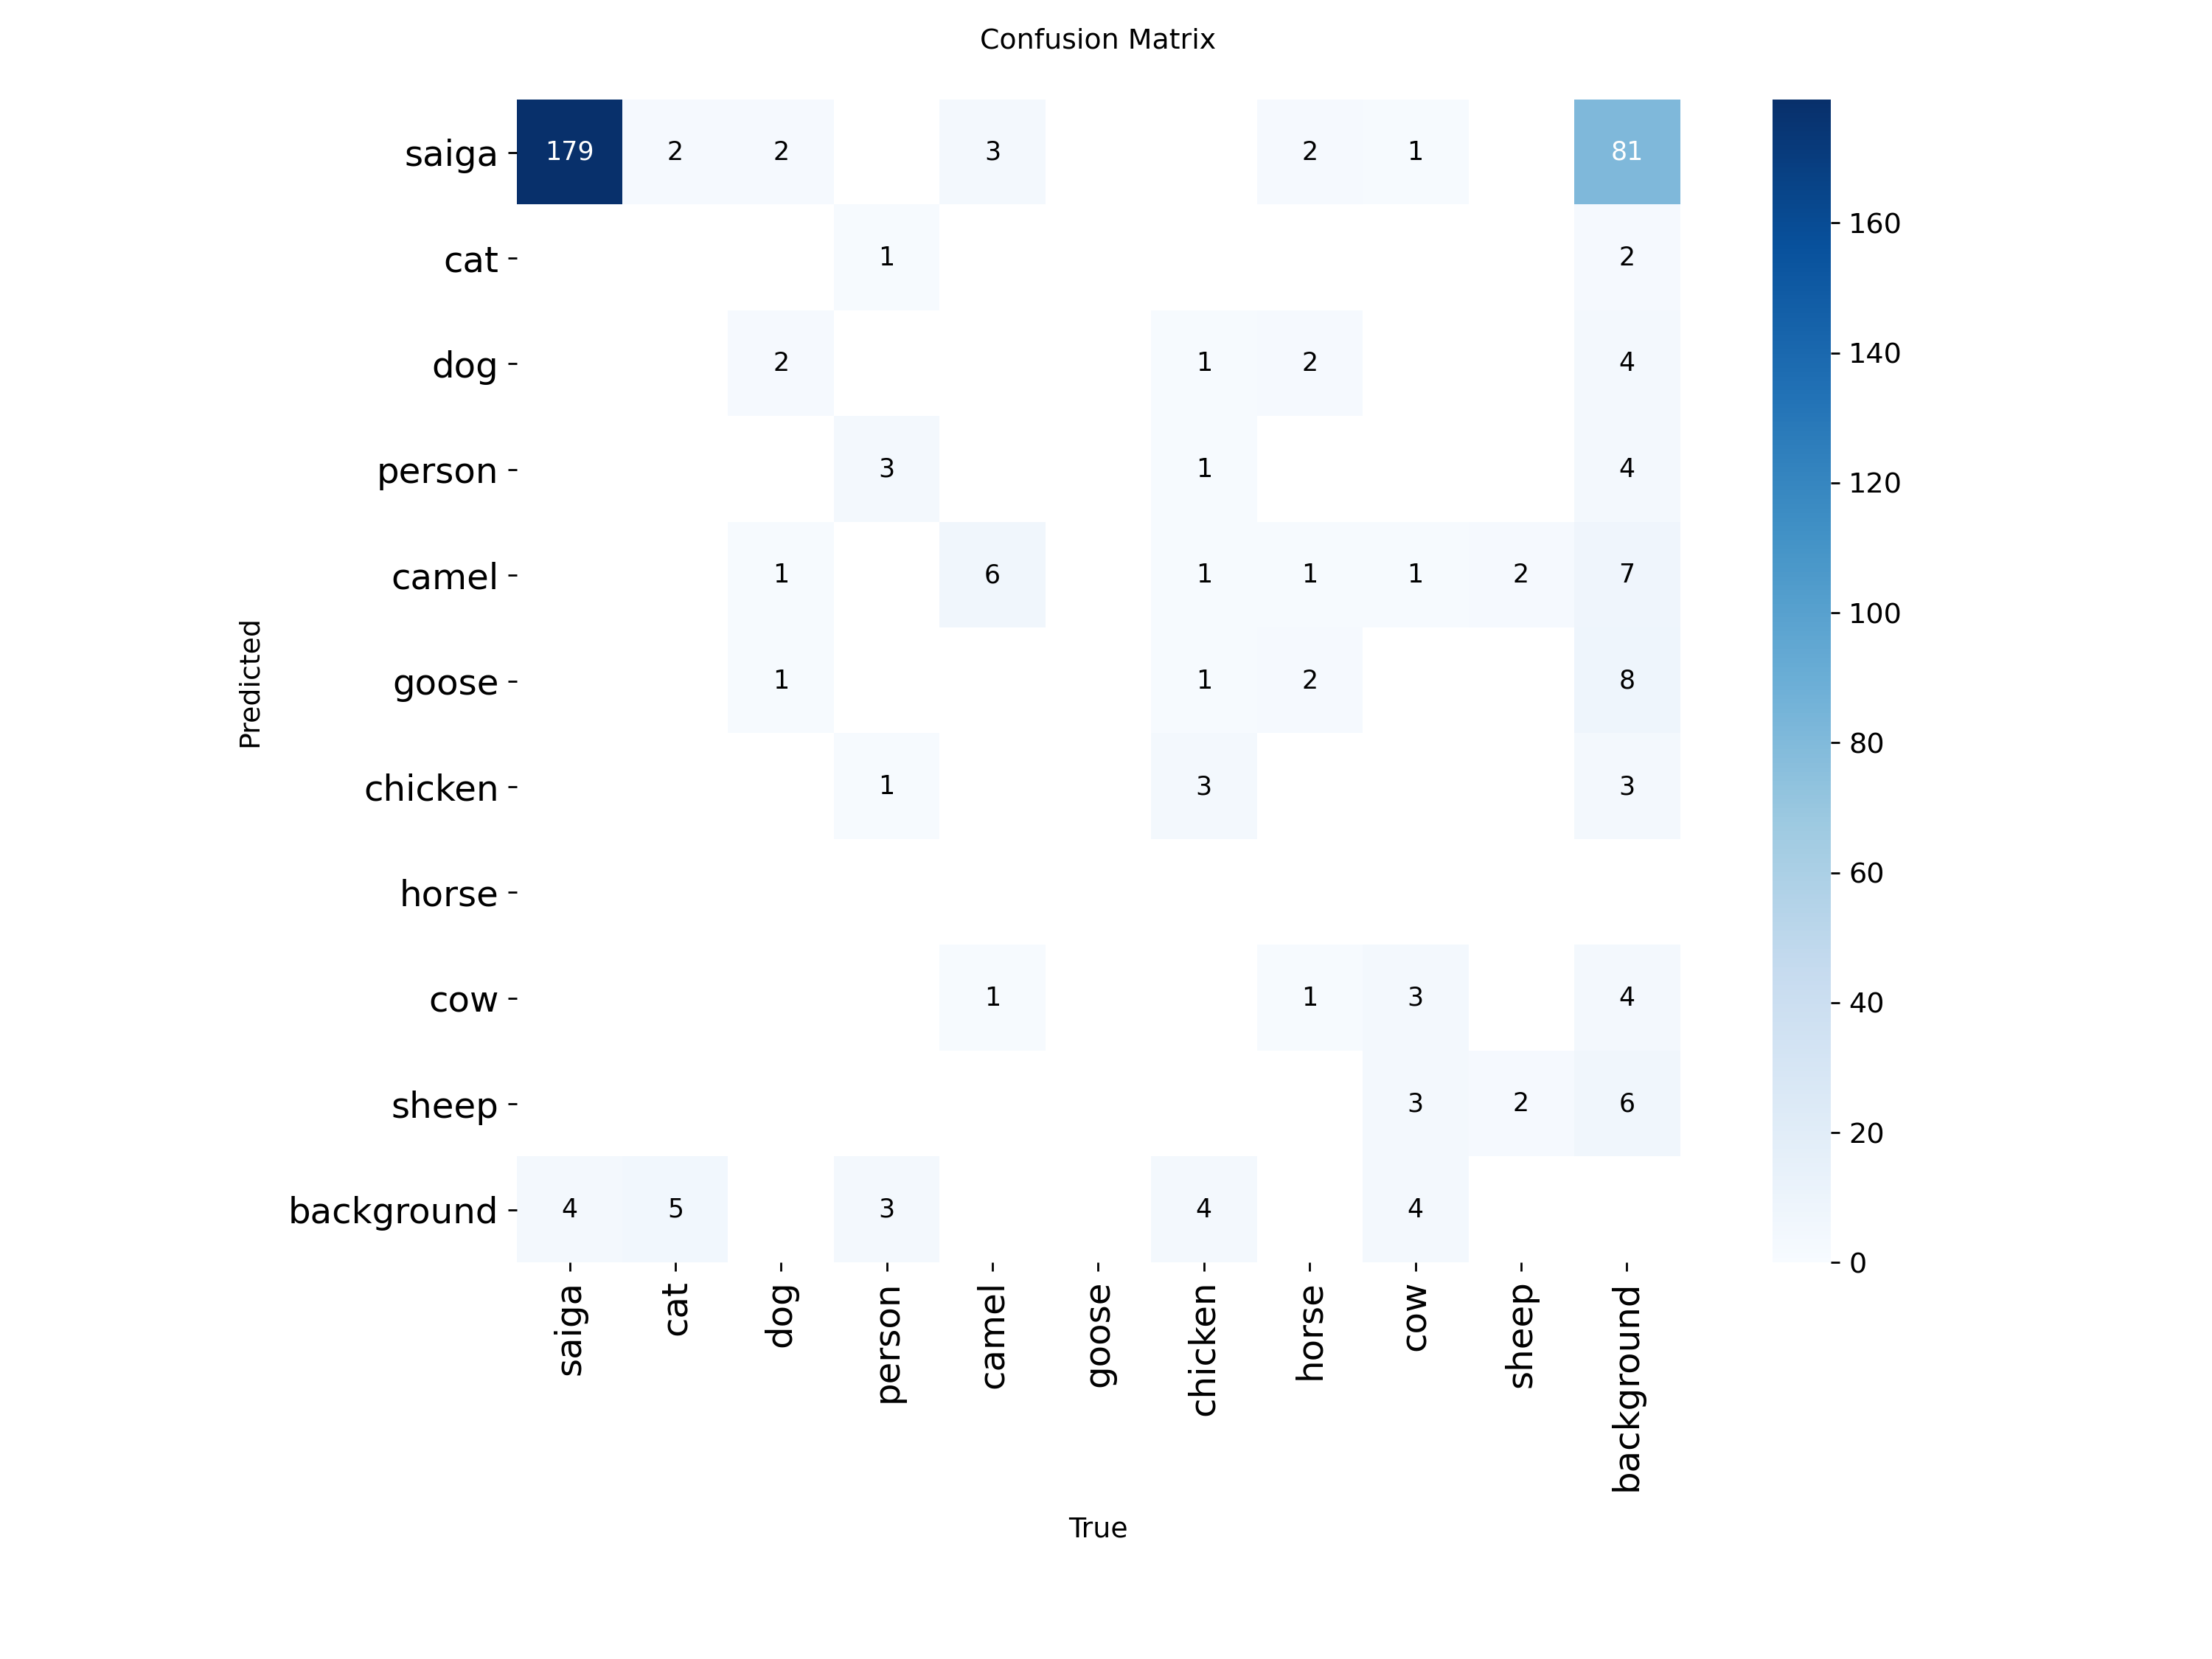 Confusion Matrix
saiga 179 2 2 3 2 1 81
cat 1 2
dog 2 1 2 4
person 3 1 4
camel 1 6 1 1 1 2 7
goose 1 1 2 8
chicken 1 3 3
horse
cow 1 1 3 4
sheep 3 2 6
background 4 5 3 4 4
Predicted
saiga cat dog person camel goose chicken horse cow sheep background
True
160
140
120
100
80
60
40
20
0